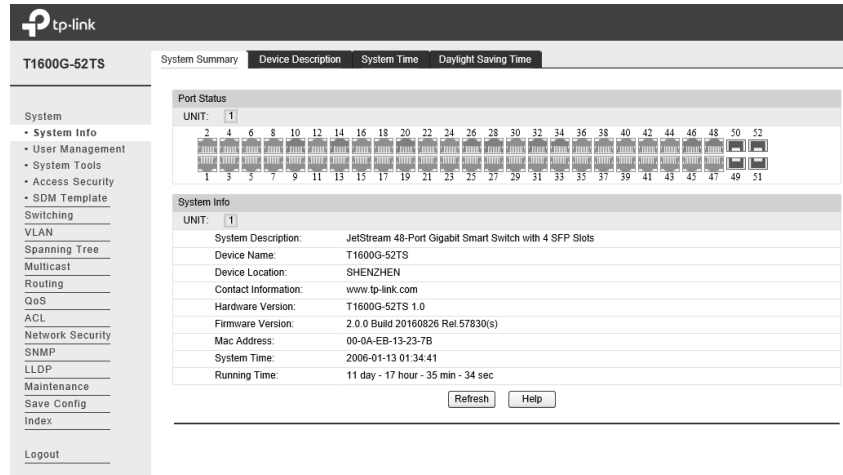 tp-link
T1600G-52TS
System Summary Device Description System Time Daylight Saving Time
System
• System Info
• User Management
• System Tools
• Access Security
• SDM Template
Switching
VLAN
Spanning Tree
Multicast
Routing
QoS
ACL
Network Security
SNMP
LLDP
Maintenance
Save Config
Index
Logout
Port Status
UNIT: 1
2 4 6 8 10 12 14 16 18 20 22 24 26 28 30 32 34 36 38 40 42 44 46 48 50 52
1 3 5 7 9 11 13 15 17 19 21 23 25 27 29 31 33 35 37 39 41 43 45 47 49 51
System Info
UNIT: 1
System Description: JetStream 48-Port Gigabit Smart Switch with 4 SFP Slots
Device Name: T1600G-52TS
Device Location: SHENZHEN
Contact Information: www.tp-link.com
Hardware Version: T1600G-52TS 1.0
Firmware Version: 2.0.0 Build 20160826 Rel.57830(s)
Mac Address: 00-0A-EB-13-23-7B
System Time: 2006-01-13 01:34:41
Running Time: 11 day - 17 hour - 35 min - 34 sec
Refresh Help